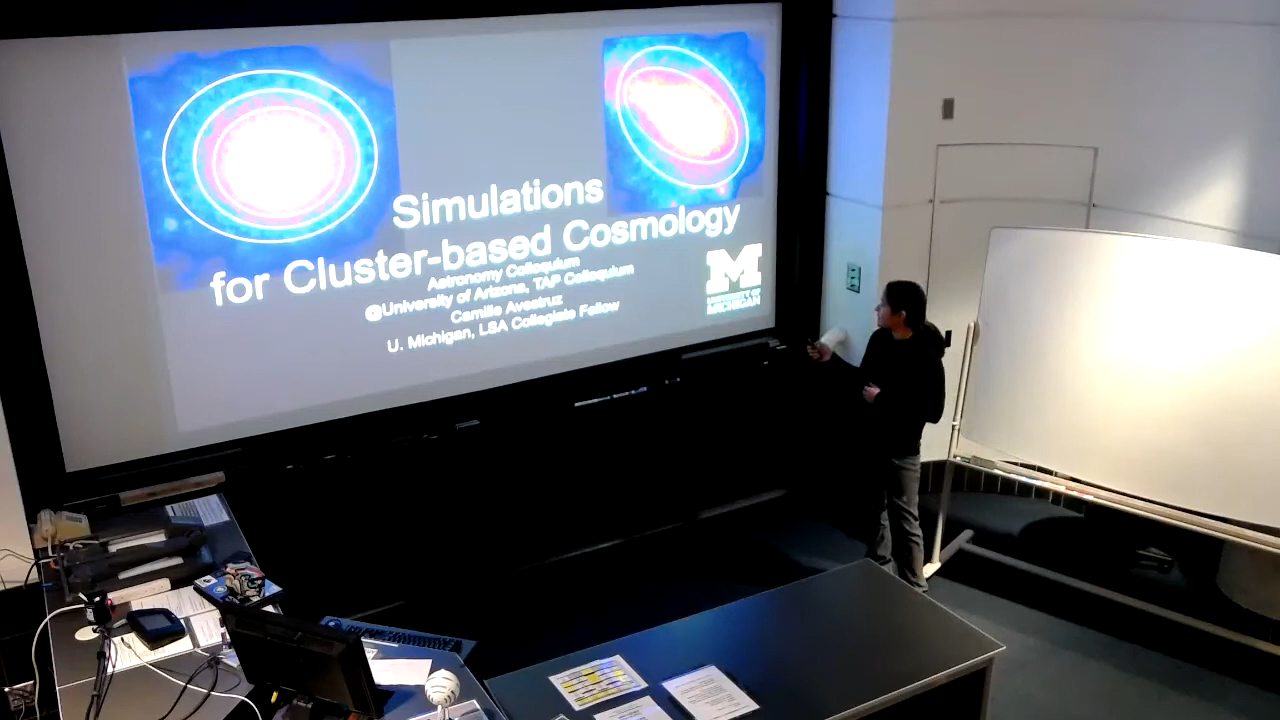 Simulations
for Cluster-based Cosmology
Astronomy Colloquium
@University of Arizona, TAP Colloquium
Camille Avestruz
U. Michigan, LSA Collegiate Fellow
M
UNIVERSITY OF
MICHIGAN